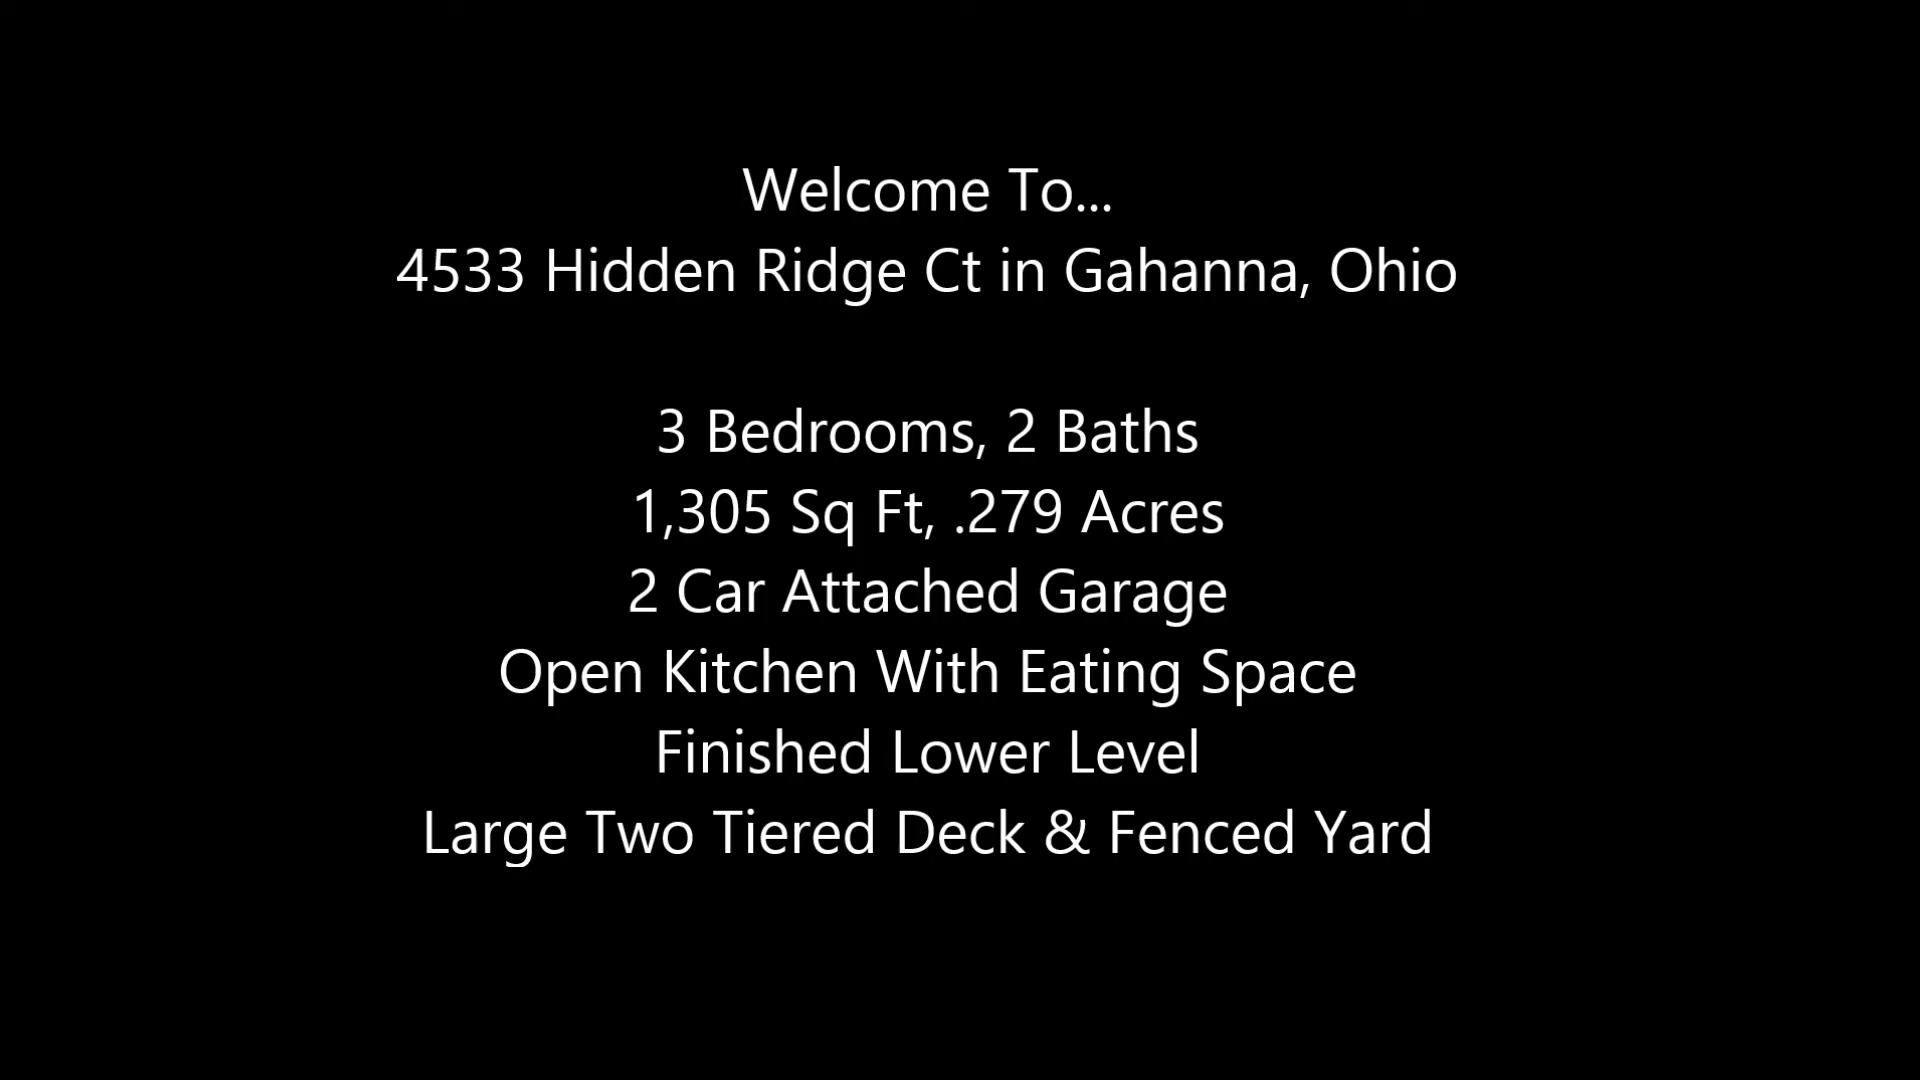 Welcome To...
4533 Hidden Ridge Ct in Gahanna, Ohio
3 Bedrooms, 2 Baths
1,305 Sq Ft, .279 Acres
2 Car Attached Garage
Open Kitchen With Eating Space
Finished Lower Level
Large Two Tiered Deck & Fenced Yard